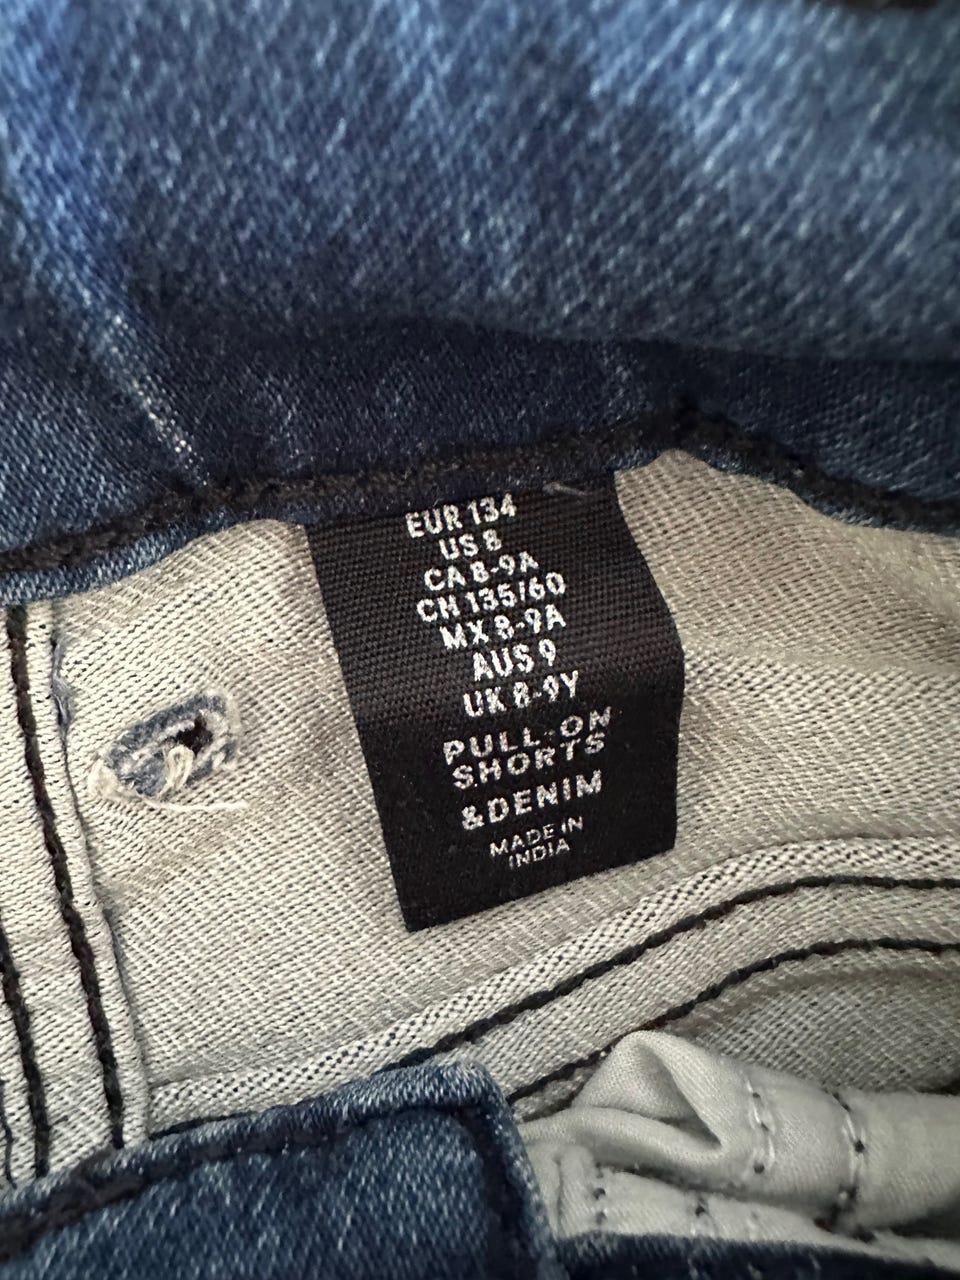 EUR 134
US 8
CA 8-9A
CH 135/60
MX 8-9A
AUS 9
UK 8-9Y
PULL-ON
SHORTS
&DENIM
MADE IN
INDIA